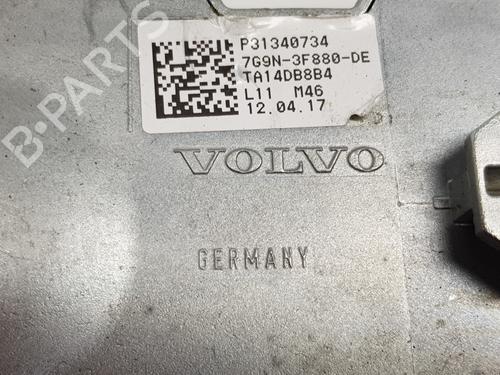 P31340734
7G9N-3F880-DE
TA14DB8B4
L11 M46
12.04.17
VOLVO
GERMANY
B-PARTS